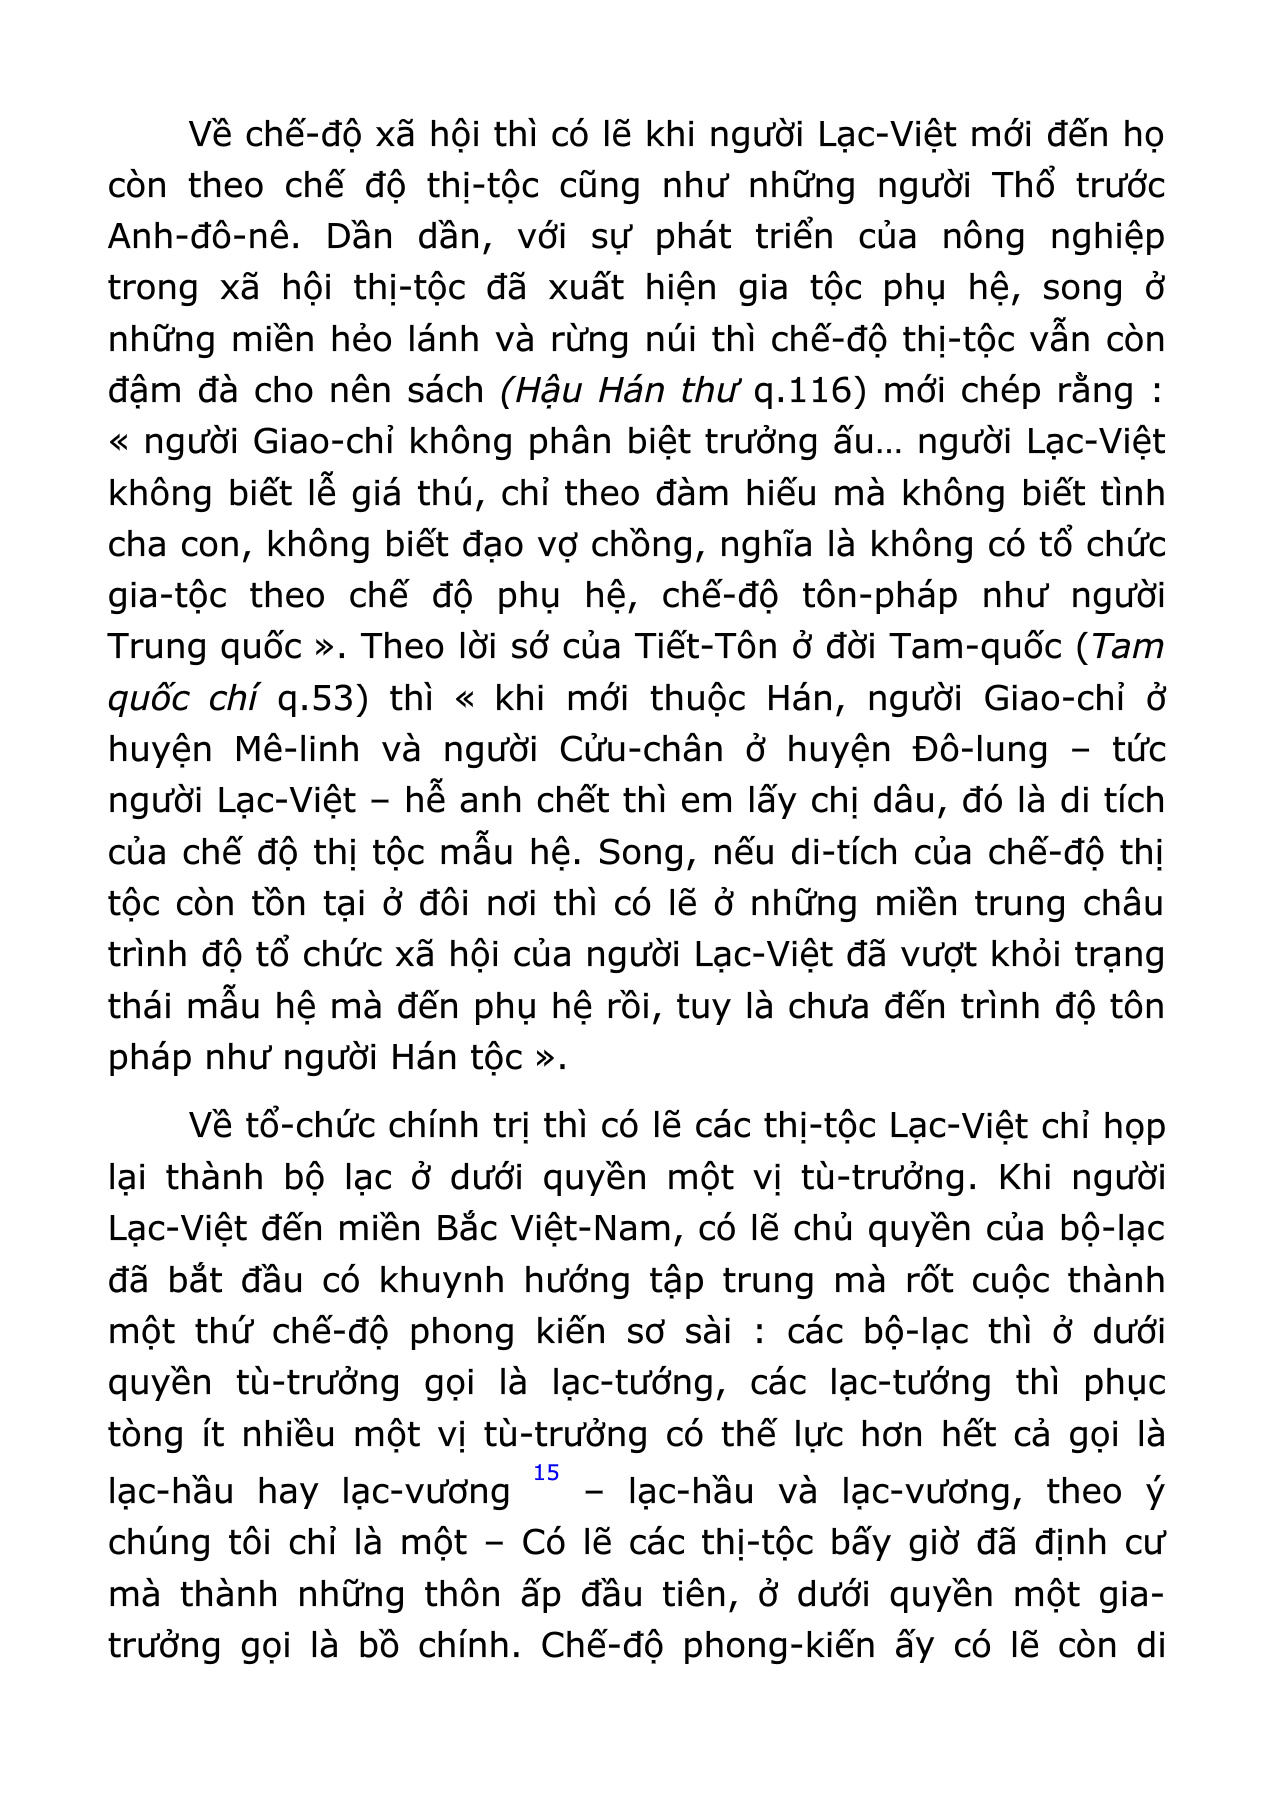 Về chế-độ xã hội thì có lẽ khi người Lạc-Việt mới đến họ
còn theo chế độ thị-tộc cũng như những người Thổ trước
Anh-đô-nê. Dần dần, với sự phát triển của nông nghiệp
trong xã hội thị-tộc đã xuất hiện gia tộc phụ hệ, song ở
những miền hẻo lánh và rừng núi thì chế-độ thị-tộc vẫn còn
đậm đà cho nên sách (Hậu Hán thư q.116) mới chép rằng :
« người Giao-chỉ không phân biệt trưởng ấu… người Lạc-Việt
không biết lễ giá thú, chỉ theo đàm hiếu mà không biết tình
cha con, không biết đạo vợ chồng, nghĩa là không có tổ chức
gia-tộc theo chế độ phụ hệ, chế-độ tôn-pháp như người
Trung quốc ». Theo lời sớ của Tiết-Tôn ở đời Tam-quốc (Tam
quốc chí q.53) thì « khi mới thuộc Hán, người Giao-chỉ ở
huyện Mê-linh và người Cửu-chân ở huyện Đô-lung – tức
người Lạc-Việt – hễ anh chết thì em lấy chị dâu, đó là di tích
của chế độ thị tộc mẫu hệ. Song, nếu di-tích của chế-độ thị
tộc còn tồn tại ở đôi nơi thì có lẽ ở những miền trung châu
trình độ tổ chức xã hội của người Lạc-Việt đã vượt khỏi trạng
thái mẫu hệ mà đến phụ hệ rồi, tuy là chưa đến trình độ tôn
pháp như người Hán tộc ».
Về tổ-chức chính trị thì có lẽ các thị-tộc Lạc-Việt chỉ họp
lại thành bộ lạc ở dưới quyền một vị tù-trưởng. Khi người
Lạc-Việt đến miền Bắc Việt-Nam, có lẽ chủ quyền của bộ-lạc
đã bắt đầu có khuynh hướng tập trung mà rốt cuộc thành
một thứ chế-độ phong kiến sơ sài : các bộ-lạc thì ở dưới
quyền tù-trưởng gọi là lạc-tướng, các lạc-tướng thì phục
tòng ít nhiều một vị tù-trưởng có thế lực hơn hết cả gọi là
lạc-hầu hay lạc-vương 15 – lạc-hầu và lạc-vương, theo ý
chúng tôi chỉ là một – Có lẽ các thị-tộc bấy giờ đã định cư
mà thành những thôn ấp đầu tiên, ở dưới quyền một gia-
trưởng gọi là bồ chính. Chế-độ phong-kiến ấy có lẽ còn di